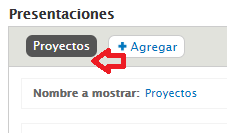 Presentaciones
Proyectos + Agregar
Nombre a mostrar: Proyectos